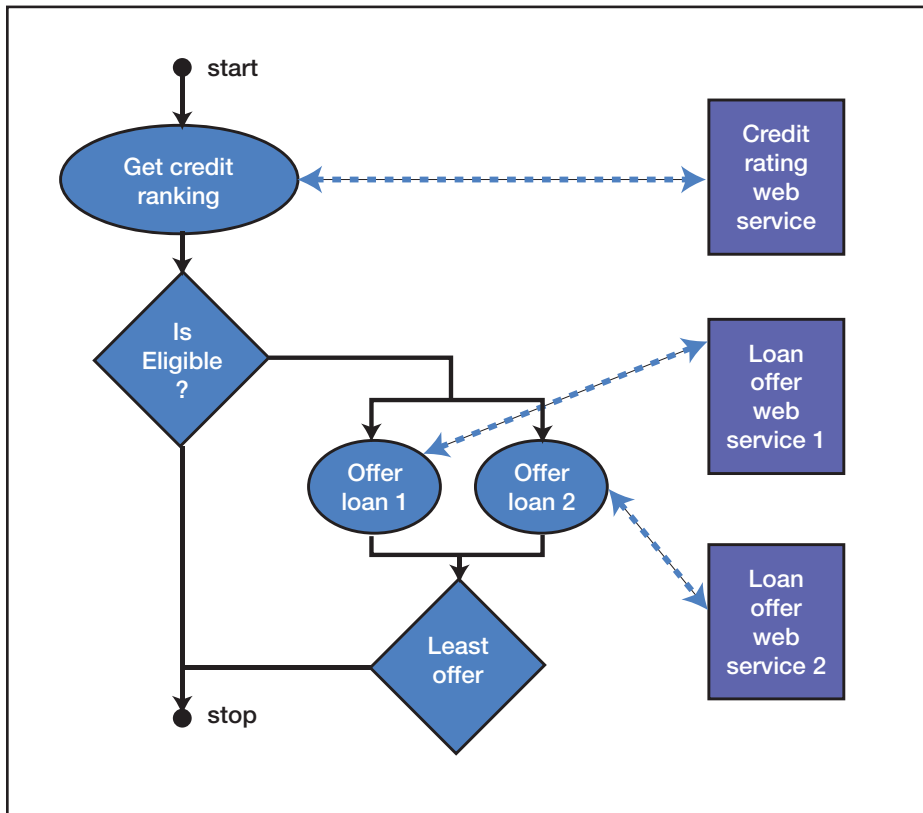 start
Get credit
ranking
Credit
rating
web
service
Is
Eligible
?
Loan
offer
web
service 1
Offer
loan 1
Offer
loan 2
Loan
offer
web
service 2
Least
offer
stop